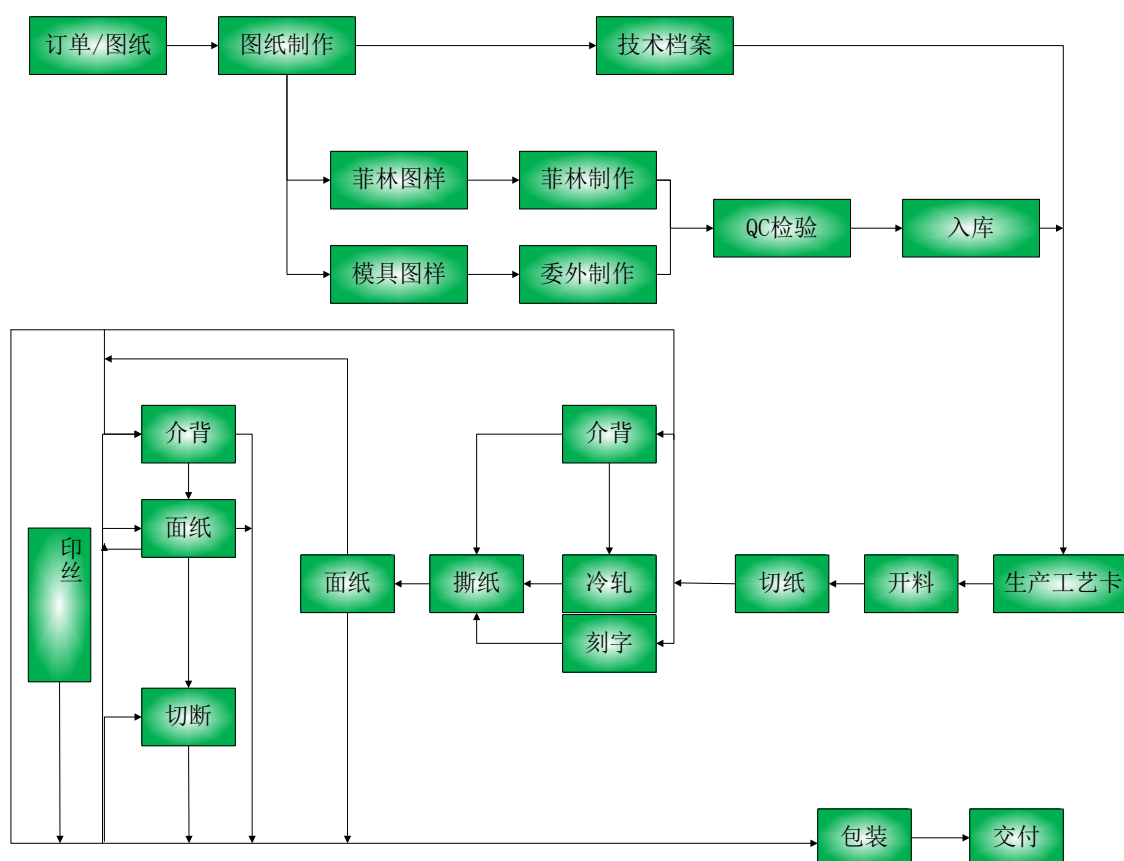 订单/图纸
图纸制作
技术档案
菲林图样
菲林制作
QC检验
入库
模具图样
委外制作
介背
介背
面纸
印丝
面纸
撕纸
冷轧
切纸
开料
生产工艺卡
刻字
切断
包装
交付